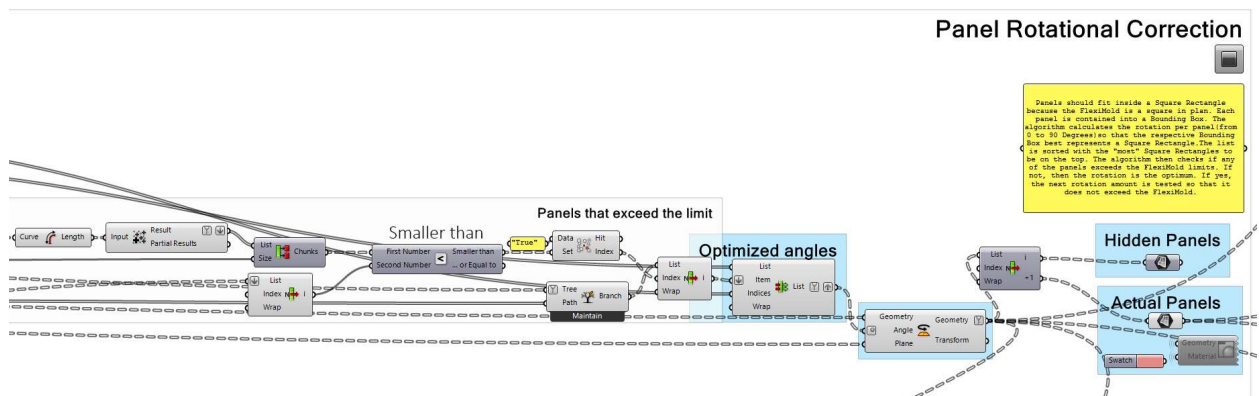 Panel Rotational Correction
Panels should fit inside a Square Rectangle
because the FlexiMold is a square in plan. Each
panel is contained into a Bounding Box. The
algorithm calculates the rotation per panel(from
0 to 90 Degrees)so that the respective Bounding
Box best represents a Square Rectangle.The list
is sorted with the "most" Square Rectangles to
be on the top. The algorithm then checks if any
of the panels exceeds the FlexiMold limits. If
not, then the rotation is the optimum. If yes,
the next rotation amount is tested so that it
does not exceed the FlexiMold.
Curve Length
Input Result
Partial Results
List
Size Chunks
List
Index i
Wrap
Smaller than
First Number Smaller than
Second Number ... or Equal to
Panels that exceed the limit
"True"
Data Hit
Set Index
Tree
Path Branch
Maintain
List
Index i
Wrap
Optimized angles
List
Item
Indices List
Wrap
Geometry Geometry
Angle
Plane Transform
List i
Index
Wrap +1
Hidden Panels
Actual Panels
Geometry
Material
Swatch